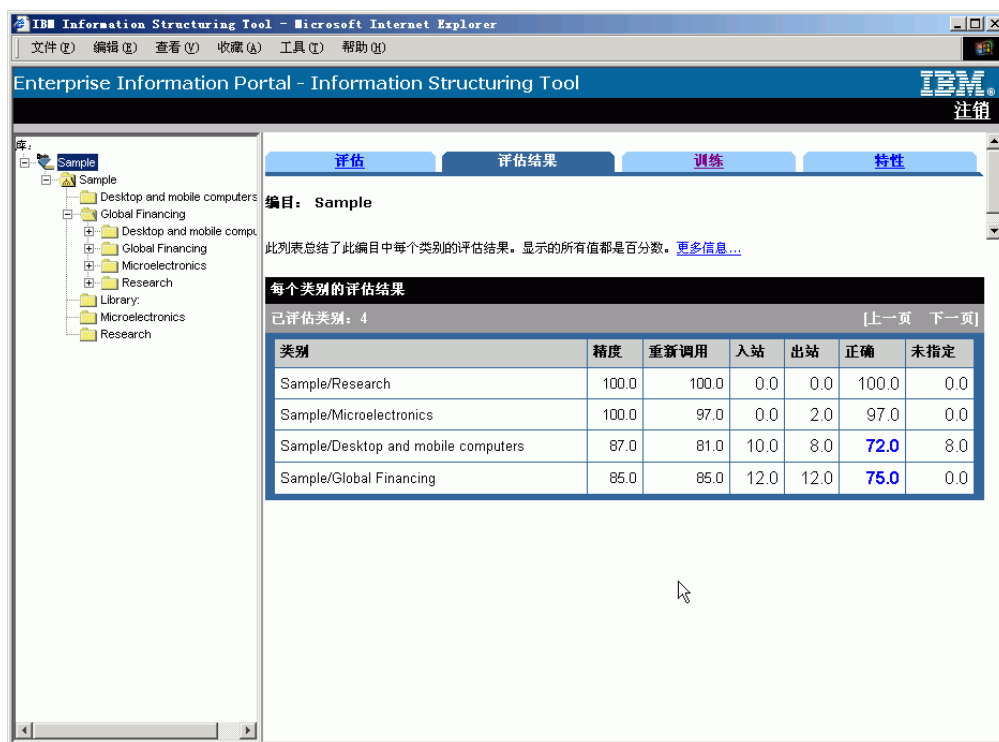 IBM Information Structuring Tool - Microsoft Internet Explorer
文件(F) 编辑(E) 查看(V) 收藏(A) 工具(T) 帮助(H)
Enterprise Information Portal - Information Structuring Tool
IBM®
注销
库:
Sample
Sample
Desktop and mobile computers
Global Financing
Desktop and mobile compu
Global Financing
Microelectronics
Research
Library:
Microelectronics
Research
评估 评估结果 训练 特性
编目: Sample
此列表总结了此编目中每个类别的评估结果。显示的所有值都是百分数。更多信息...
每个类别的评估结果
已评估类别: 4 [上一页 下一页]
类别 精度 重新调用 入站 出站 正确 未指定
Sample/Research 100.0 100.0 0.0 0.0 100.0 0.0
Sample/Microelectronics 100.0 97.0 0.0 2.0 97.0 0.0
Sample/Desktop and mobile computers 87.0 81.0 10.0 8.0 72.0 8.0
Sample/Global Financing 85.0 85.0 12.0 12.0 75.0 0.0